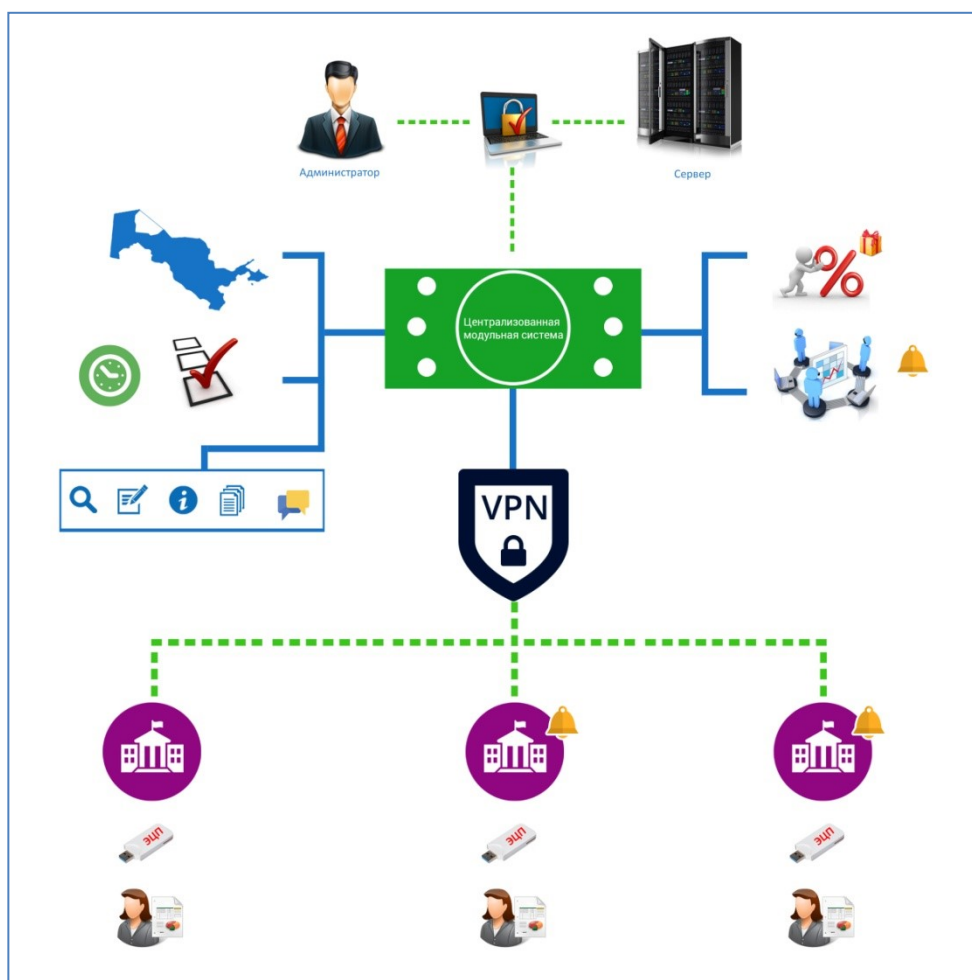 Администратор
Сервер
Централизованная
модульная система
VPN
ЭЦП
ЭЦП
ЭЦП